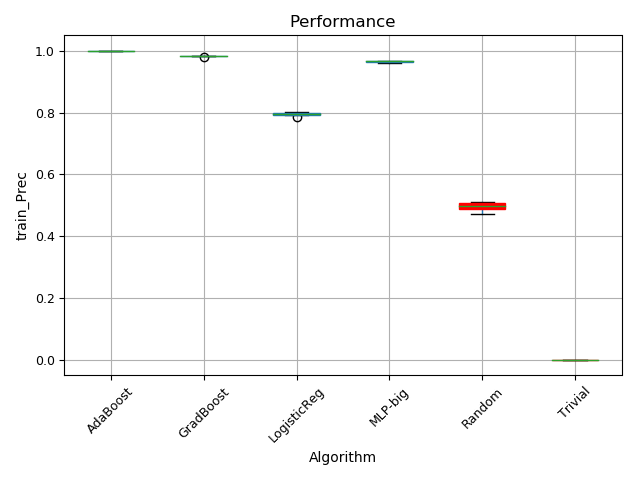 Performance
train_Prec
1.0
0.8
0.6
0.4
0.2
0.0
AdaBoost
GradBoost
LogisticReg
MLP-big
Random
Trivial
Algorithm